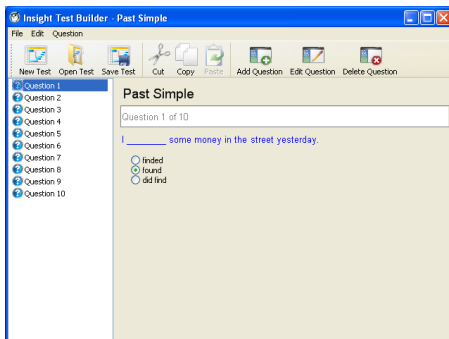 Insight Test Builder - Past Simple
File Edit Question
New Test Open Test Save Test Cut Copy Paste Add Question Edit Question Delete Question
Question 1
Question 2
Question 3
Question 4
Question 5
Question 6
Question 7
Question 8
Question 9
Question 10
Past Simple
Question 1 of 10
I _______ some money in the street yesterday.
finded
found
did find